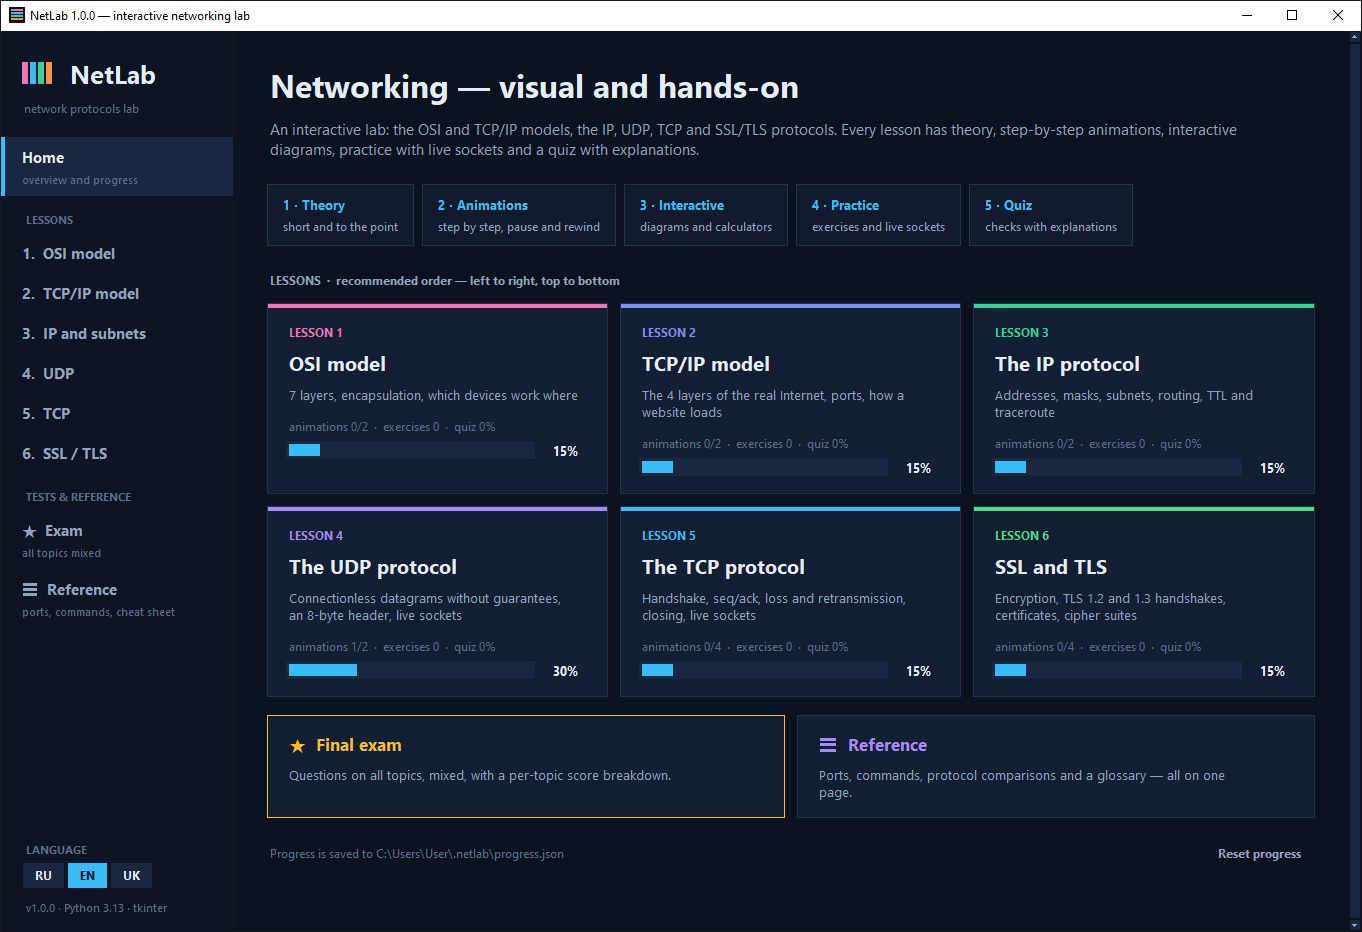 NetLab 1.0.0 — interactive networking lab
NetLab
network protocols lab
Home
overview and progress
LESSONS
1. OSI model
2. TCP/IP model
3. IP and subnets
4. UDP
5. TCP
6. SSL / TLS
TESTS & REFERENCE
★ Exam
all topics mixed
Reference
ports, commands, cheat sheet
LANGUAGE
RU EN UK
v1.0.0 · Python 3.13 · tkinter
Networking — visual and hands-on
An interactive lab: the OSI and TCP/IP models, the IP, UDP, TCP and SSL/TLS protocols. Every lesson has theory, step-by-step animations, interactive
diagrams, practice with live sockets and a quiz with explanations.
1 · Theory
short and to the point
2 · Animations
step by step, pause and rewind
3 · Interactive
diagrams and calculators
4 · Practice
exercises and live sockets
5 · Quiz
checks with explanations
LESSONS · recommended order — left to right, top to bottom
LESSON 1
OSI model
7 layers, encapsulation, which devices work where
animations 0/2 · exercises 0 · quiz 0%
15%
LESSON 2
TCP/IP model
The 4 layers of the real Internet, ports, how a
website loads
animations 0/2 · exercises 0 · quiz 0%
15%
LESSON 3
The IP protocol
Addresses, masks, subnets, routing, TTL and
traceroute
animations 0/2 · exercises 0 · quiz 0%
15%
LESSON 4
The UDP protocol
Connectionless datagrams without guarantees,
an 8-byte header, live sockets
animations 1/2 · exercises 0 · quiz 0%
30%
LESSON 5
The TCP protocol
Handshake, seq/ack, loss and retransmission,
closing, live sockets
animations 0/4 · exercises 0 · quiz 0%
15%
LESSON 6
SSL and TLS
Encryption, TLS 1.2 and 1.3 handshakes,
certificates, cipher suites
animations 0/4 · exercises 0 · quiz 0%
15%
★ Final exam
Questions on all topics, mixed, with a per-topic score breakdown.
Reference
Ports, commands, protocol comparisons and a glossary — all on one
page.
Progress is saved to C:\Users\User\.netlab\progress.json
Reset progress